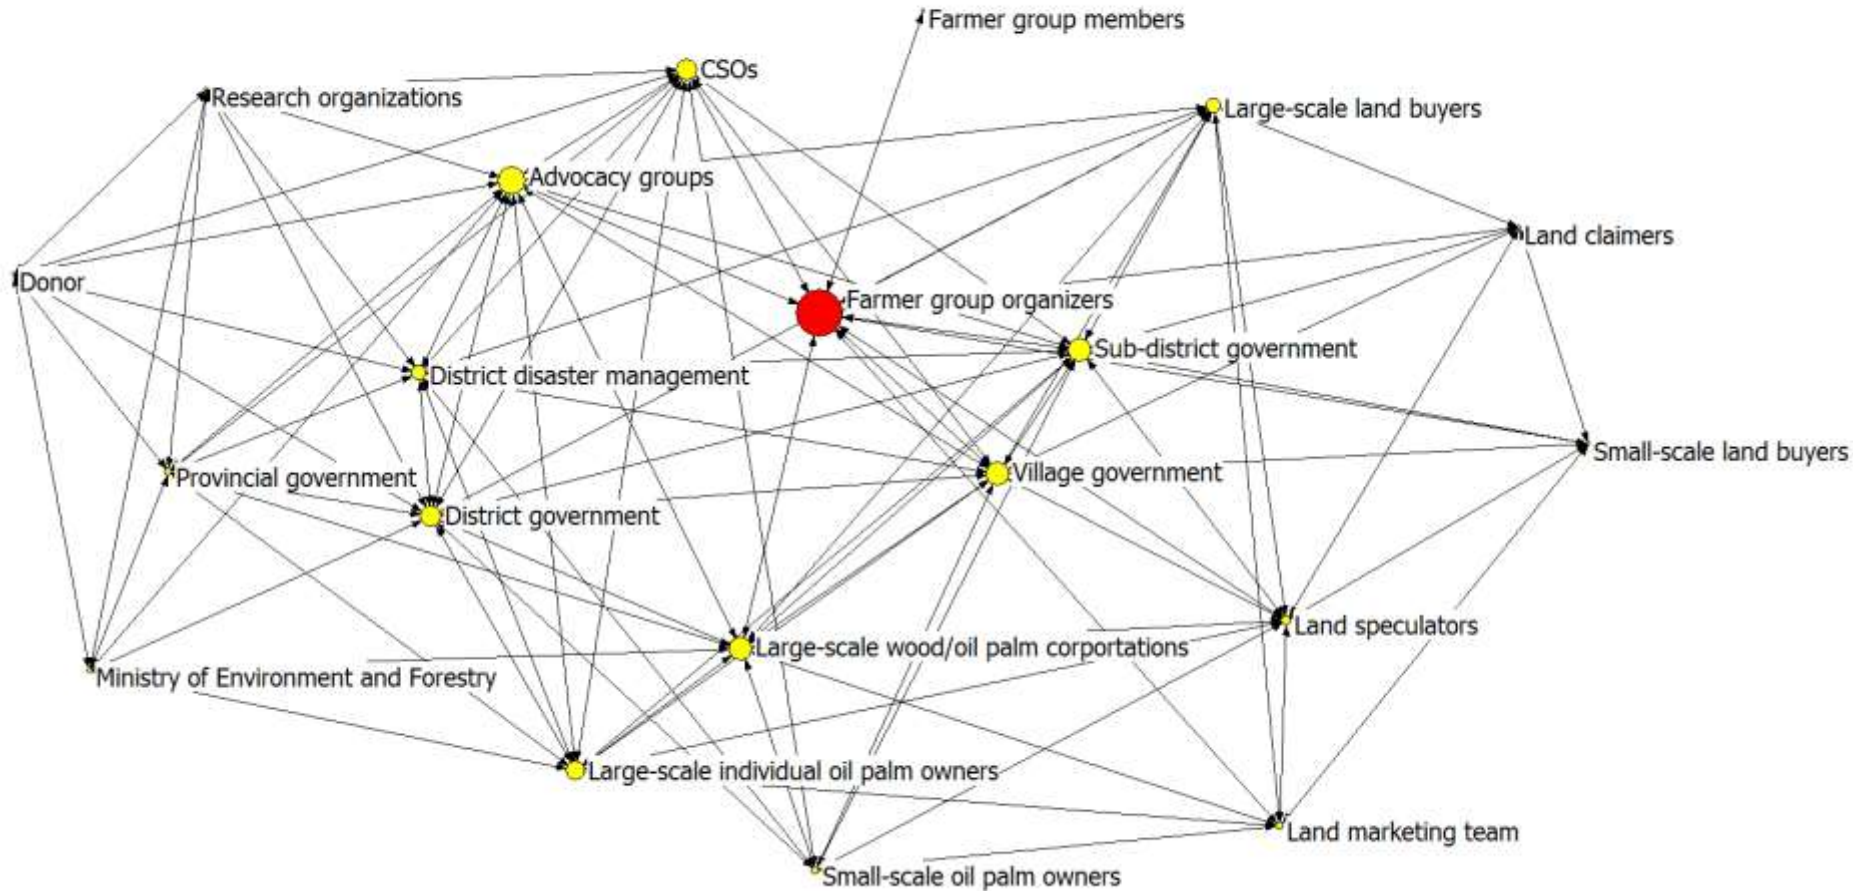 Farmer group members
CSOs
Research organizations
Large-scale land buyers
Advocacy groups
Land claimers
Donor
Farmer group organizers
Sub-district government
District disaster management
Small-scale land buyers
Village government
Provincial government
District government
Land speculators
Large-scale wood/oil palm corportations
Ministry of Environment and Forestry
Large-scale individual oil palm owners
Land marketing team
Small-scale oil palm owners